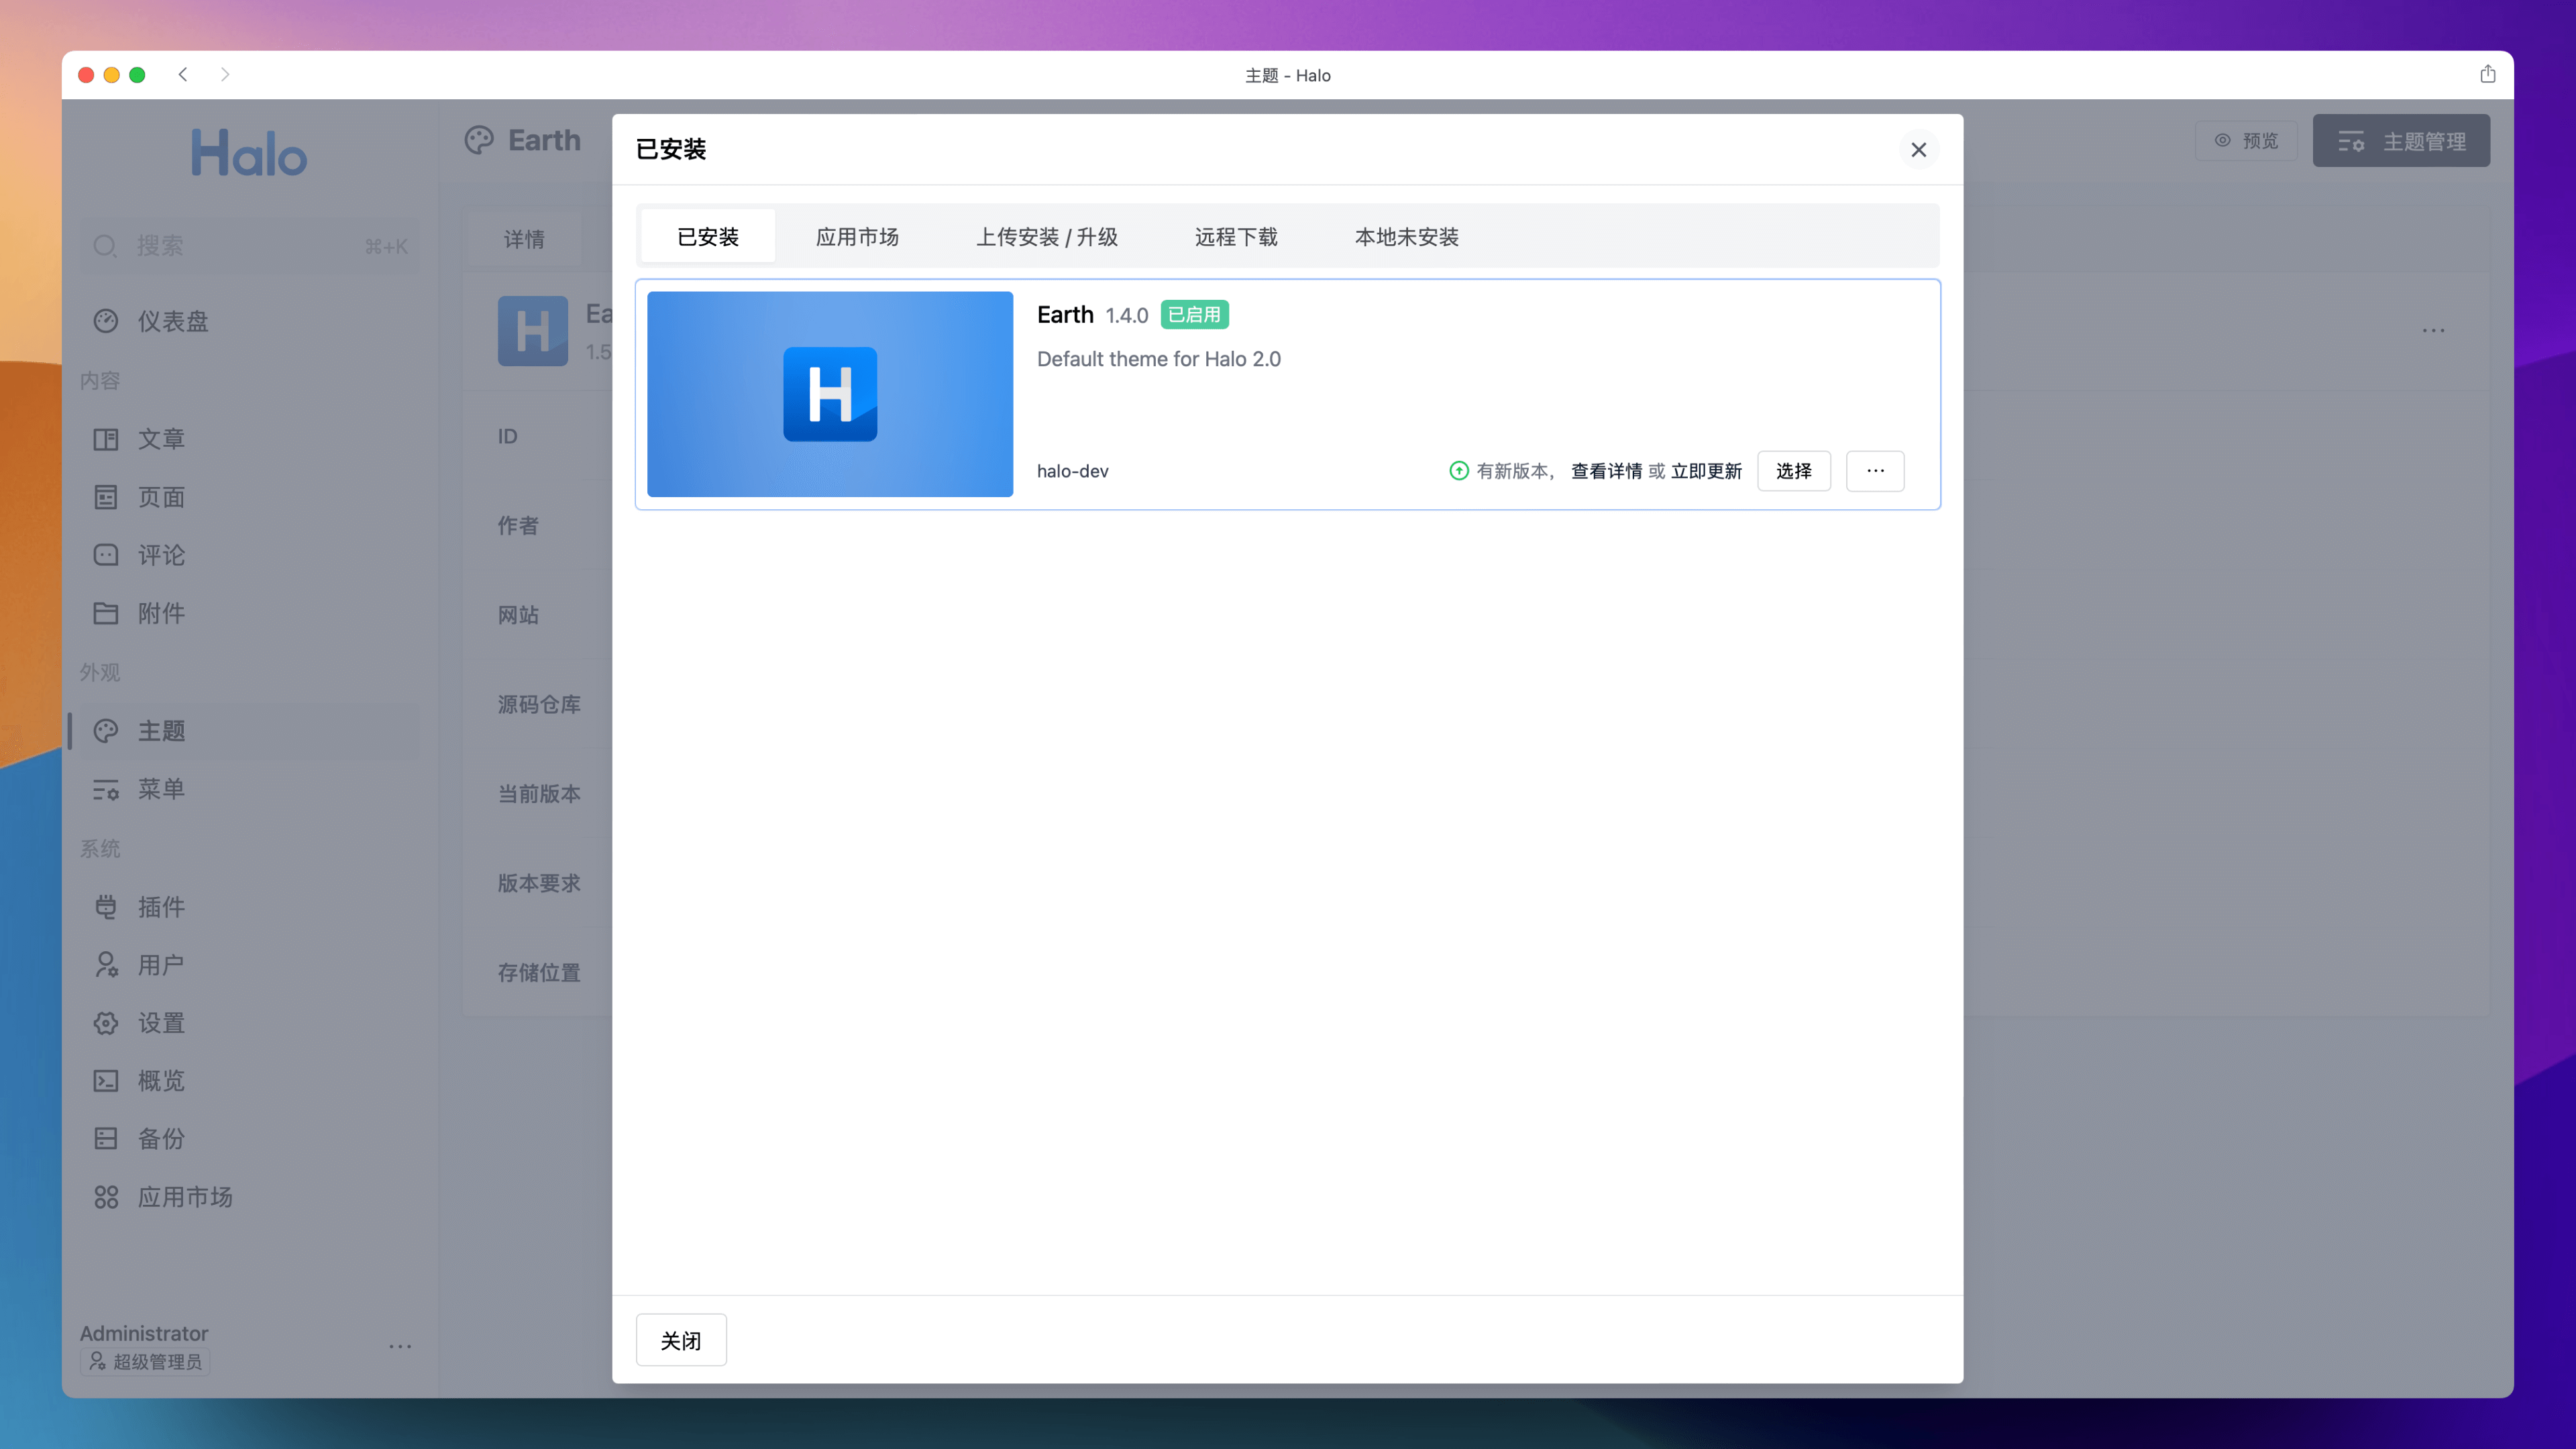 主题 - Halo
Halo
搜索 ⌘+K
仪表盘
内容
文章
页面
评论
附件
外观
主题
菜单
系统
插件
用户
设置
概览
备份
应用市场
Administrator
超级管理员
Earth
预览 主题管理
详情
H
Ea
1.5
ID
作者
网站
源码仓库
当前版本
版本要求
存储位置
已安装
已安装 应用市场 上传安装 / 升级 远程下载 本地未安装
H
Earth 1.4.0 已启用
Default theme for Halo 2.0
halo-dev 有新版本， 查看详情 或 立即更新 选择
关闭